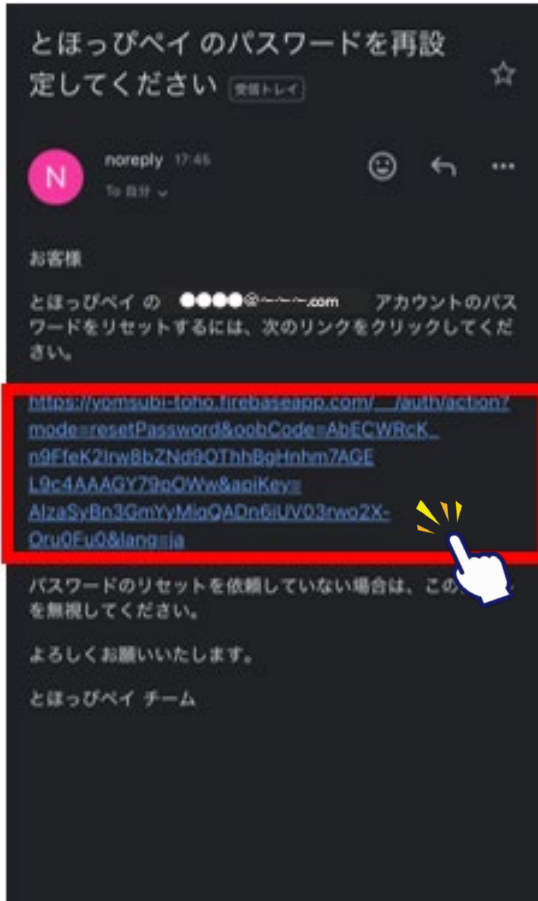 とほっぴペイ のパスワードを再設
定してください 受信トレイ
N
noreply 17:45
To 自分
お客様
とほっぴペイ の ●●●●@~~~.com アカウントのパス
ワードをリセットするには、次のリンクをクリックしてくだ
さい。
https://yomsubi-toho.firebaseapp.com/__/auth/action?
mode=resetPassword&oobCode=AbECWRcK_
n9FfeK2Irw8bZNd9OThhBgHnhm7AGE
L9c4AAAGY79pOWw&apiKey=
AIzaSyBn3GmYyMiqQADn6iUV03rwo2X-
Oru0Fu0&lang=ja
パスワードのリセットを依頼していない場合は、この
を無視してください。
よろしくお願いいたします。
とほっぴペイ チーム